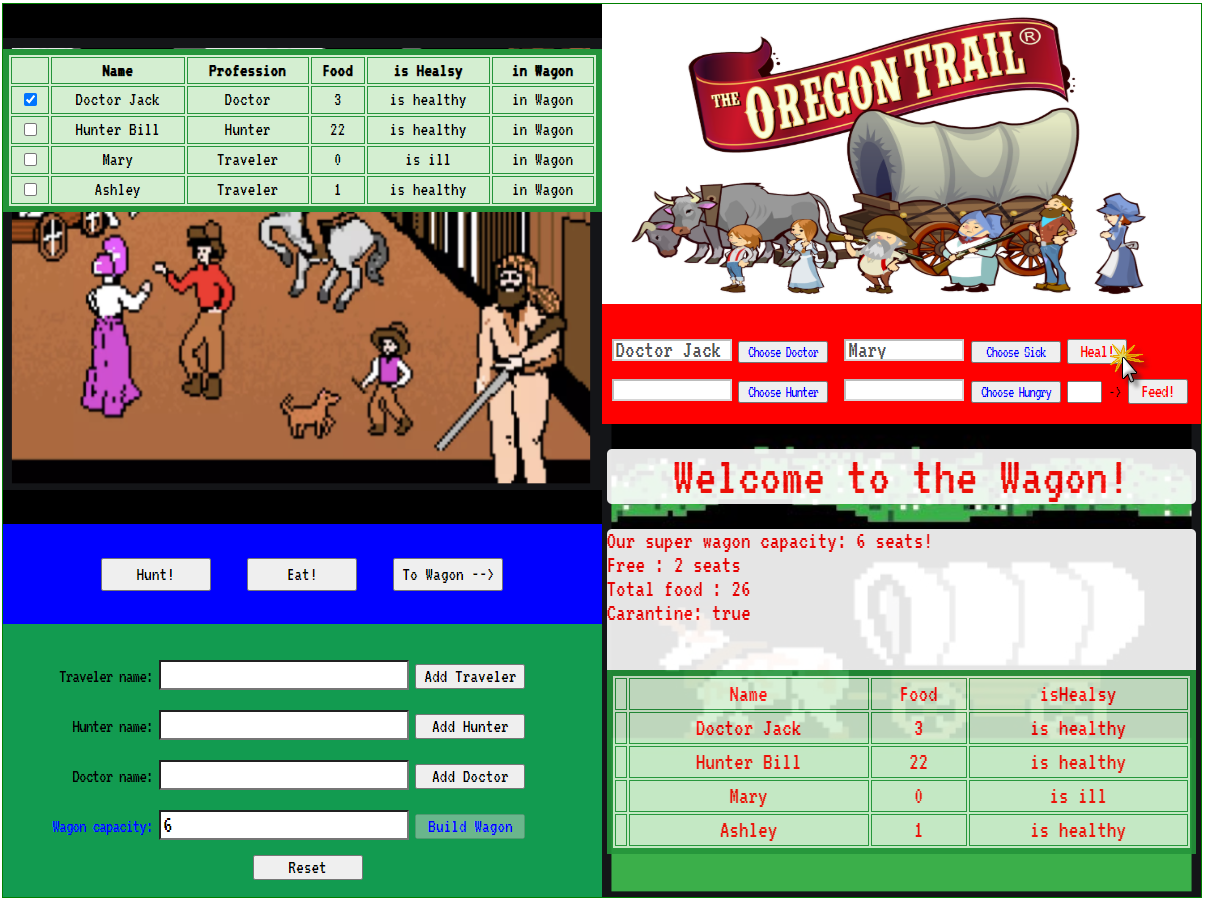 Name Profession Food is Healsy in Wagon
Doctor Jack Doctor 3 is healthy in Wagon
Hunter Bill Hunter 22 is healthy in Wagon
Mary Traveler 0 is ill in Wagon
Ashley Traveler 1 is healthy in Wagon
Hunt! Eat! To Wagon -->
Traveler name: Add Traveler
Hunter name: Add Hunter
Doctor name: Add Doctor
Wagon capacity: 6 Build Wagon
Reset
THE OREGON TRAIL ®
Doctor Jack Choose Doctor Mary Choose Sick Heal!
Choose Hunter Choose Hungry -> Feed!
Welcome to the Wagon!
Our super wagon capacity: 6 seats!
Free : 2 seats
Total food : 26
Carantine: true
Name Food isHealsy
Doctor Jack 3 is healthy
Hunter Bill 22 is healthy
Mary 0 is ill
Ashley 1 is healthy